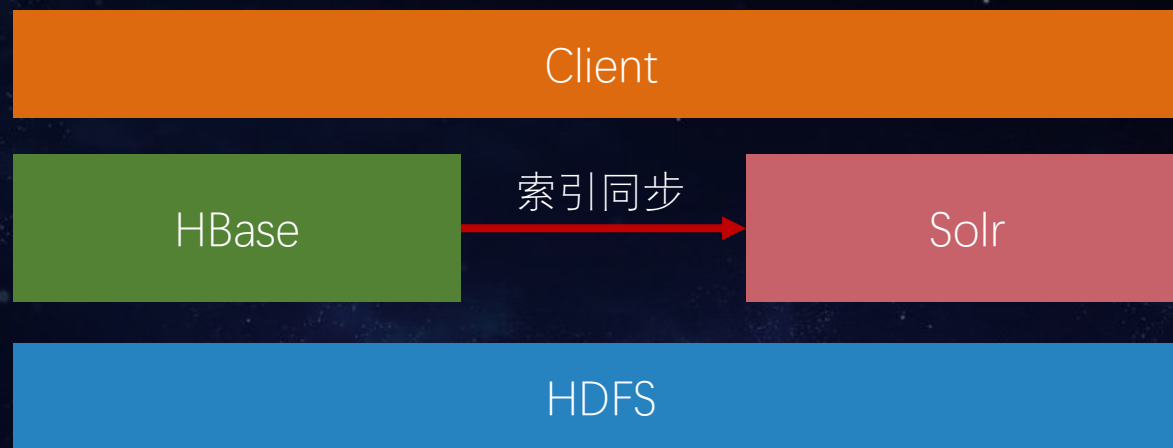 Client
索引同步
HBase
Solr
HDFS